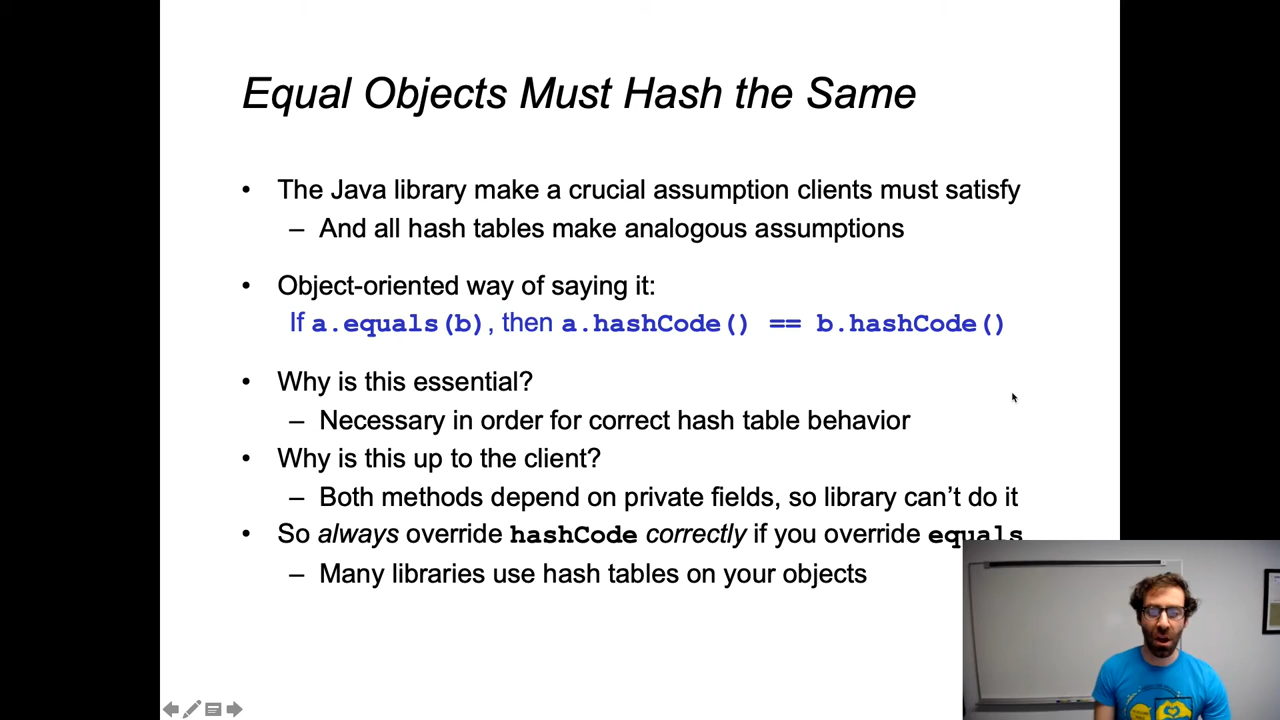 Equal Objects Must Hash the Same
• The Java library make a crucial assumption clients must satisfy
– And all hash tables make analogous assumptions
• Object-oriented way of saying it:
If a.equals(b), then a.hashCode() == b.hashCode()
• Why is this essential?
– Necessary in order for correct hash table behavior
• Why is this up to the client?
– Both methods depend on private fields, so library can’t do it
• So always override hashCode correctly if you override equals
– Many libraries use hash tables on your objects